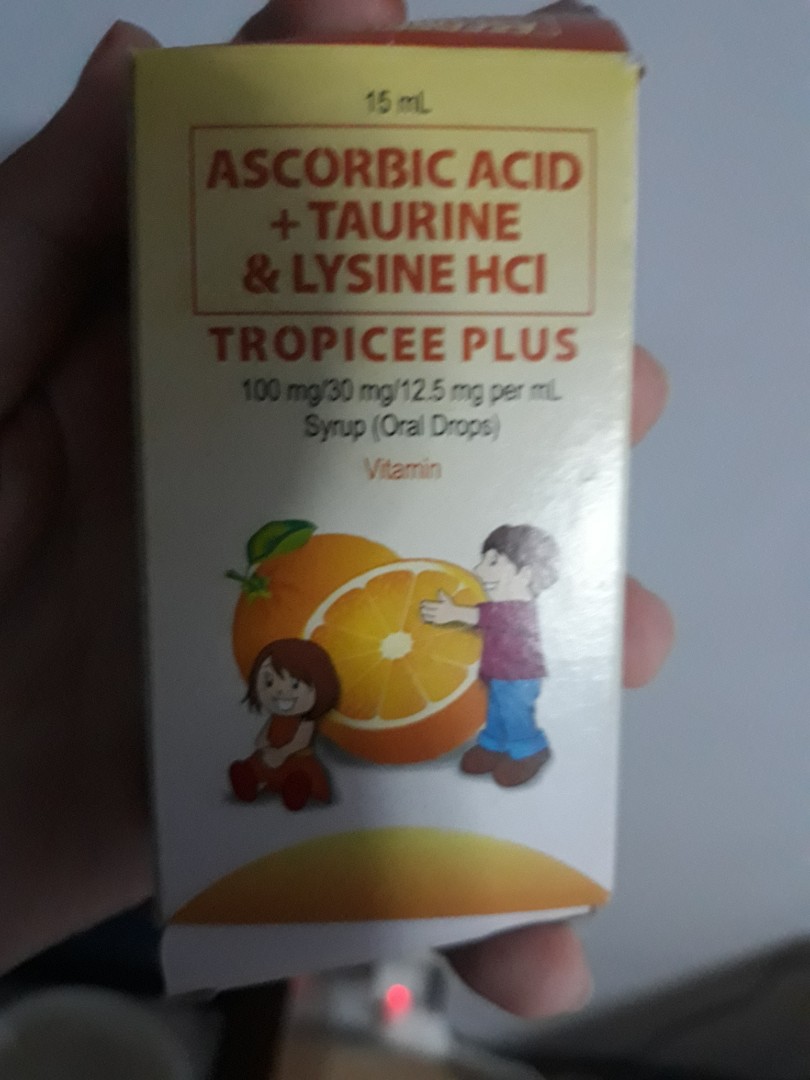 15 mL
ASCORBIC ACID
+ TAURINE
& LYSINE HCl
TROPICEE PLUS
100 mg/30 mg/12.5 mg per mL
Syrup (Oral Drops)
Vitamin